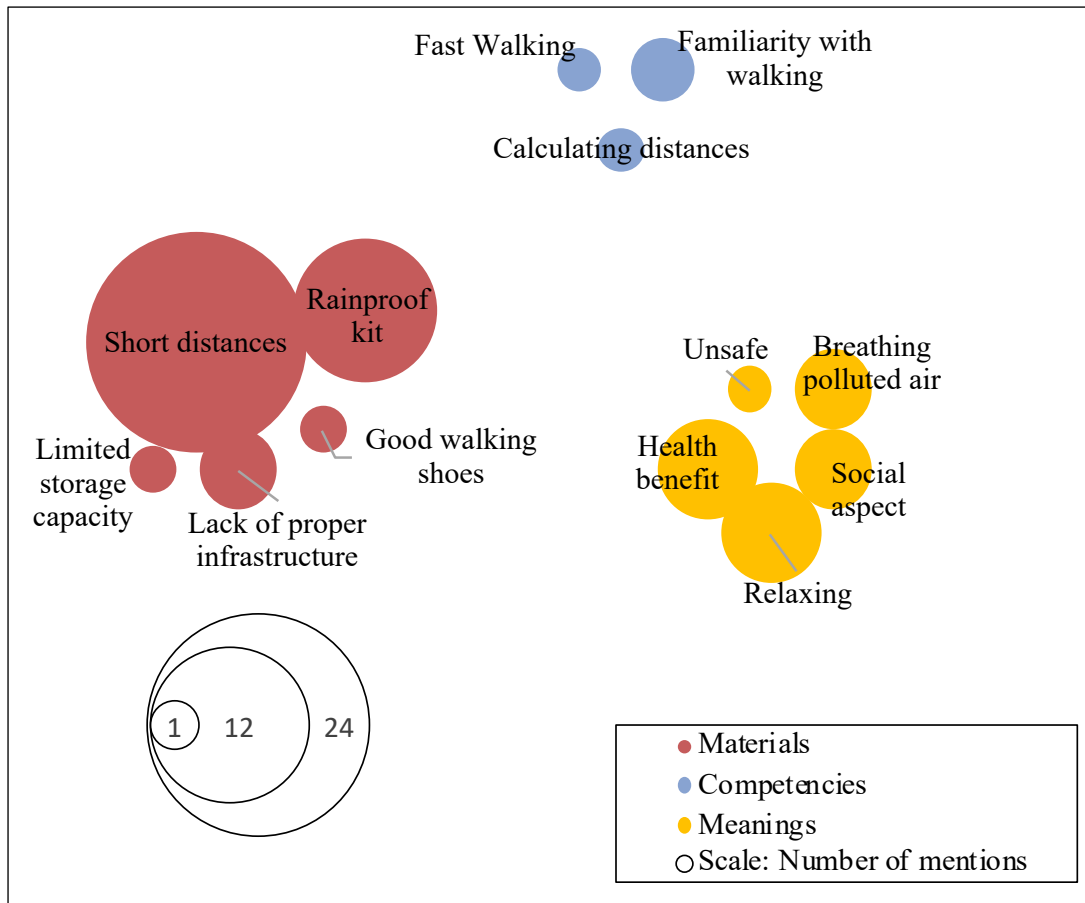 Fast Walking
Familiarity with
walking
Calculating distances
Short distances
Rainproof
kit
Good walking
shoes
Limited
storage
capacity
Lack of proper
infrastructure
Unsafe
Breathing
polluted air
Health
benefit
Social
aspect
Relaxing
1
12
24
Materials
Competencies
Meanings
Scale: Number of mentions